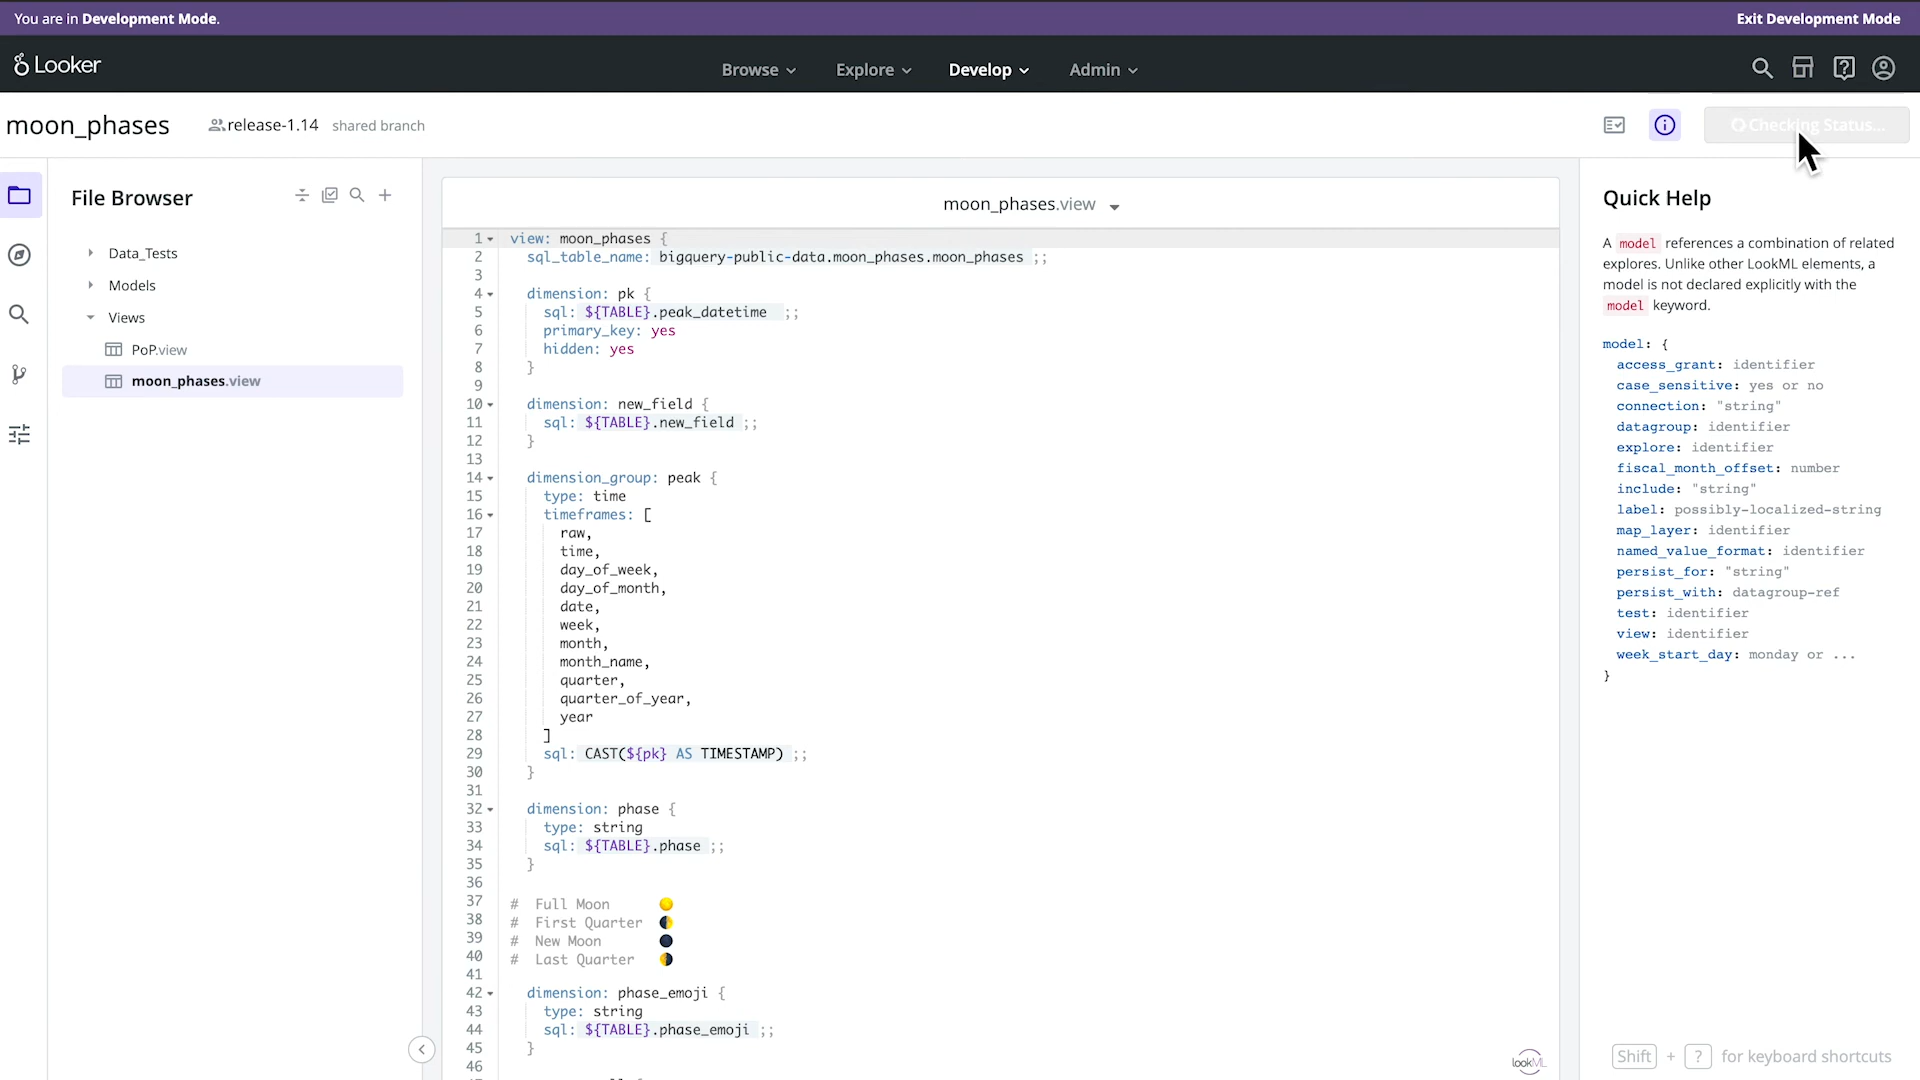 You are in Development Mode.
Exit Development Mode
Looker
Browse
Explore
Develop
Admin
moon_phases
release-1.14
shared branch
Checking Status...
File Browser
Data_Tests
Models
Views
PoP.view
moon_phases.view
moon_phases.view
1 view: moon_phases {
2 sql_table_name: bigquery-public-data.moon_phases.moon_phases ;;
3
4 dimension: pk {
5 sql: ${TABLE}.peak_datetime ;;
6 primary_key: yes
7 hidden: yes
8 }
9
10 dimension: new_field {
11 sql: ${TABLE}.new_field ;;
12 }
13
14 dimension_group: peak {
15 type: time
16 timeframes: [
17 raw,
18 time,
19 day_of_week,
20 day_of_month,
21 date,
22 week,
23 month,
24 month_name,
25 quarter,
26 quarter_of_year,
27 year
28 ]
29 sql: CAST(${pk} AS TIMESTAMP) ;;
30 }
31
32 dimension: phase {
33 type: string
34 sql: ${TABLE}.phase ;;
35 }
36
37 # Full Moon 🌕
38 # First Quarter 🌓
39 # New Moon 🌑
40 # Last Quarter 🌗
41
42 dimension: phase_emoji {
43 type: string
44 sql: ${TABLE}.phase_emoji ;;
45 }
46
lookML
Quick Help
A model references a combination of related
explores. Unlike other LookML elements, a
model is not declared explicitly with the
model keyword.
model: {
access_grant: identifier
case_sensitive: yes or no
connection: "string"
datagroup: identifier
explore: identifier
fiscal_month_offset: number
include: "string"
label: possibly-localized-string
map_layer: identifier
named_value_format: identifier
persist_for: "string"
persist_with: datagroup-ref
test: identifier
view: identifier
week_start_day: monday or ...
}
Shift + ? for keyboard shortcuts